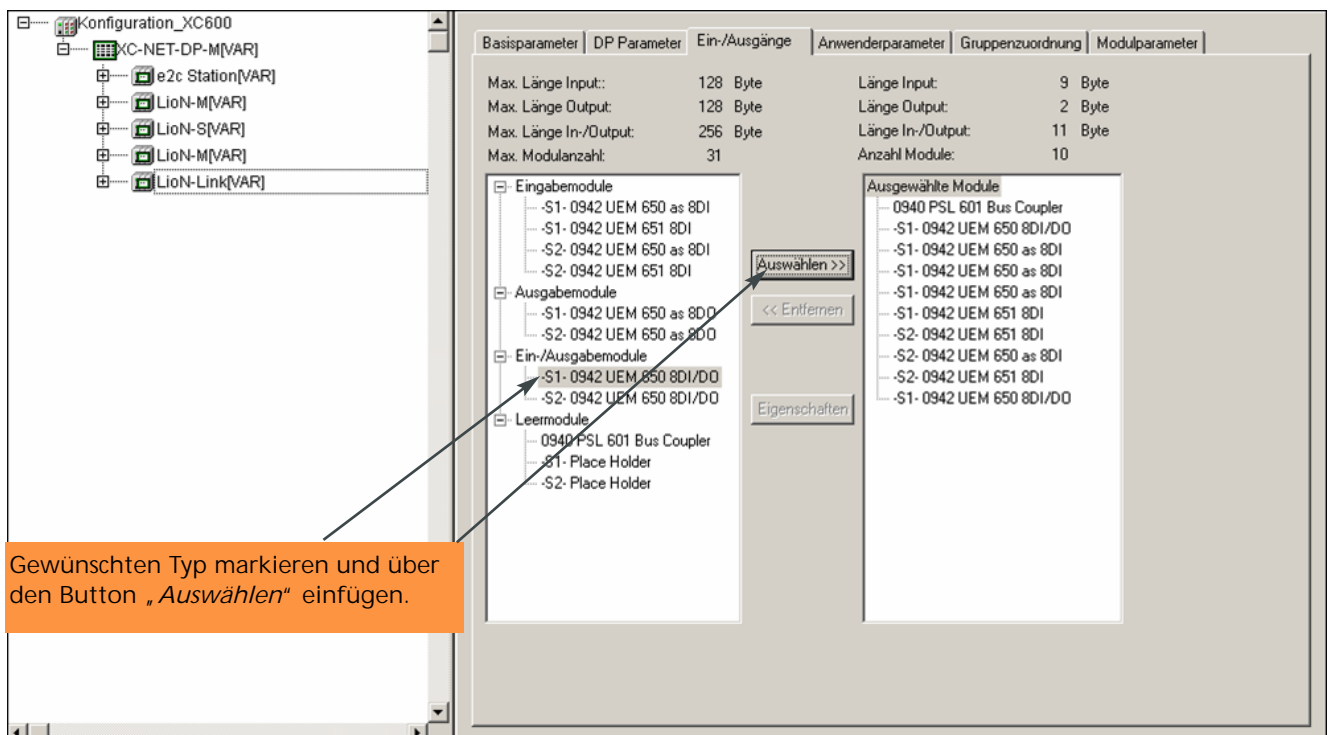 Konfiguration_XC600
XC-NET-DP-M[VAR]
e2c Station[VAR]
LioN-M[VAR]
LioN-S[VAR]
LioN-M[VAR]
LioN-Link[VAR]
Basisparameter DP Parameter Ein-/Ausgänge Anwenderparameter Gruppenzuordnung Modulparameter
Max. Länge Input:: 128 Byte Länge Input: 9 Byte
Max. Länge Output: 128 Byte Länge Output: 2 Byte
Max. Länge In-/Output: 256 Byte Länge In-/Output: 11 Byte
Max. Modulanzahl: 31 Anzahl Module: 10
Eingabemodule
-S1- 0942 UEM 650 as 8DI
-S1- 0942 UEM 651 8DI
-S2- 0942 UEM 650 as 8DI
-S2- 0942 UEM 651 8DI
Ausgabemodule
-S1- 0942 UEM 650 as 8DO
-S2- 0942 UEM 650 as 8DO
Ein-/Ausgabemodule
-S1- 0942 UEM 650 8DI/DO
-S2- 0942 UEM 650 8DI/DO
Leermodule
0940 PSL 601 Bus Coupler
-S1- Place Holder
-S2- Place Holder
Auswählen >>
<< Entfernen
Eigenschaften
Ausgewählte Module
0940 PSL 601 Bus Coupler
-S1- 0942 UEM 650 8DI/DO
-S1- 0942 UEM 650 as 8DI
-S1- 0942 UEM 650 as 8DI
-S1- 0942 UEM 650 as 8DI
-S1- 0942 UEM 651 8DI
-S2- 0942 UEM 651 8DI
-S2- 0942 UEM 650 as 8DI
-S2- 0942 UEM 651 8DI
-S1- 0942 UEM 650 8DI/DO
Gewünschten Typ markieren und über
den Button „Auswählen“ einfügen.